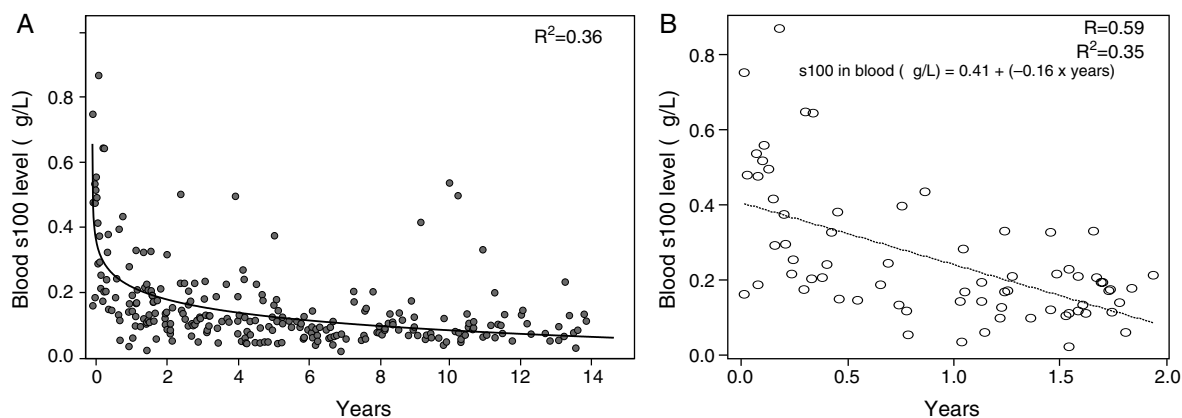 A
R²=0.36
Blood s100 level ( g/L)
0.8
0.6
0.4
0.2
0.0
0 2 4 6 8 10 12 14
Years
B
R=0.59
R²=0.35
s100 in blood ( g/L) = 0.41 + (–0.16 x years)
Blood s100 level ( g/L)
0.8
0.6
0.4
0.2
0.0
0.0 0.5 1.0 1.5 2.0
Years